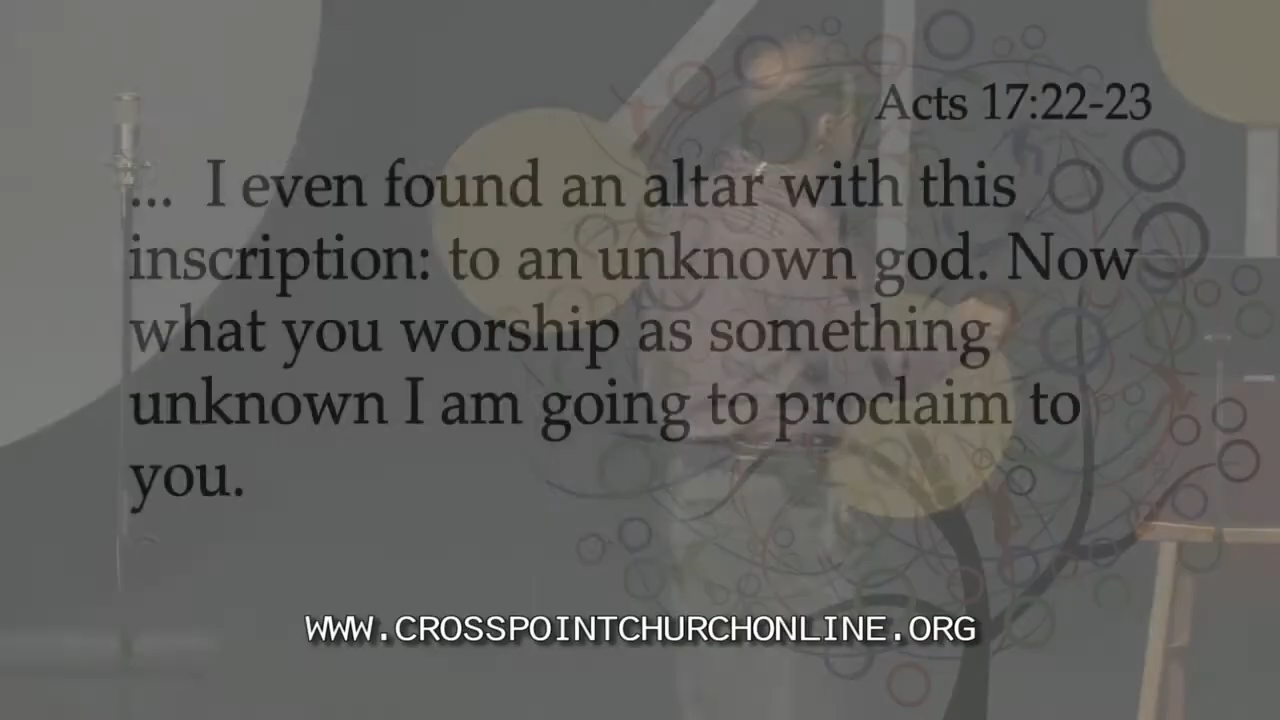 Acts 17:22-23
... I even found an altar with this
inscription: to an unknown god. Now
what you worship as something
unknown I am going to proclaim to
you.
WWW.CROSSPOINTCHURCHONLINE.ORG